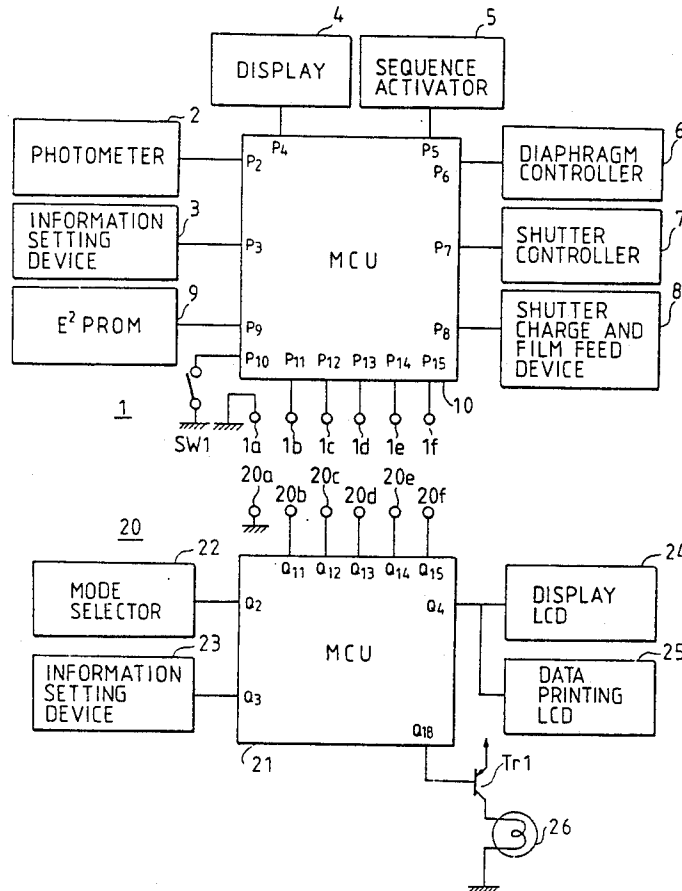 4
5
DISPLAY
SEQUENCE
ACTIVATOR
2
6
PHOTOMETER
P2
P4
P5
P6
DIAPHRAGM
CONTROLLER
3
7
INFORMATION
SETTING
DEVICE
P3
MCU
P7
SHUTTER
CONTROLLER
9
8
E² PROM
P9
P8
SHUTTER
CHARGE AND
FILM FEED
DEVICE
P10 P11 P12 P13 P14 P15
10
1
SW1
1a 1b 1c 1d 1e 1f
20a 20b 20c 20d 20e 20f
20
22
24
MODE
SELECTOR
Q2
Q11 Q12 Q13 Q14 Q15
Q4
DISPLAY
LCD
23
25
INFORMATION
SETTING
DEVICE
Q3
MCU
DATA
PRINTING
LCD
Q18
21
Tr1
26